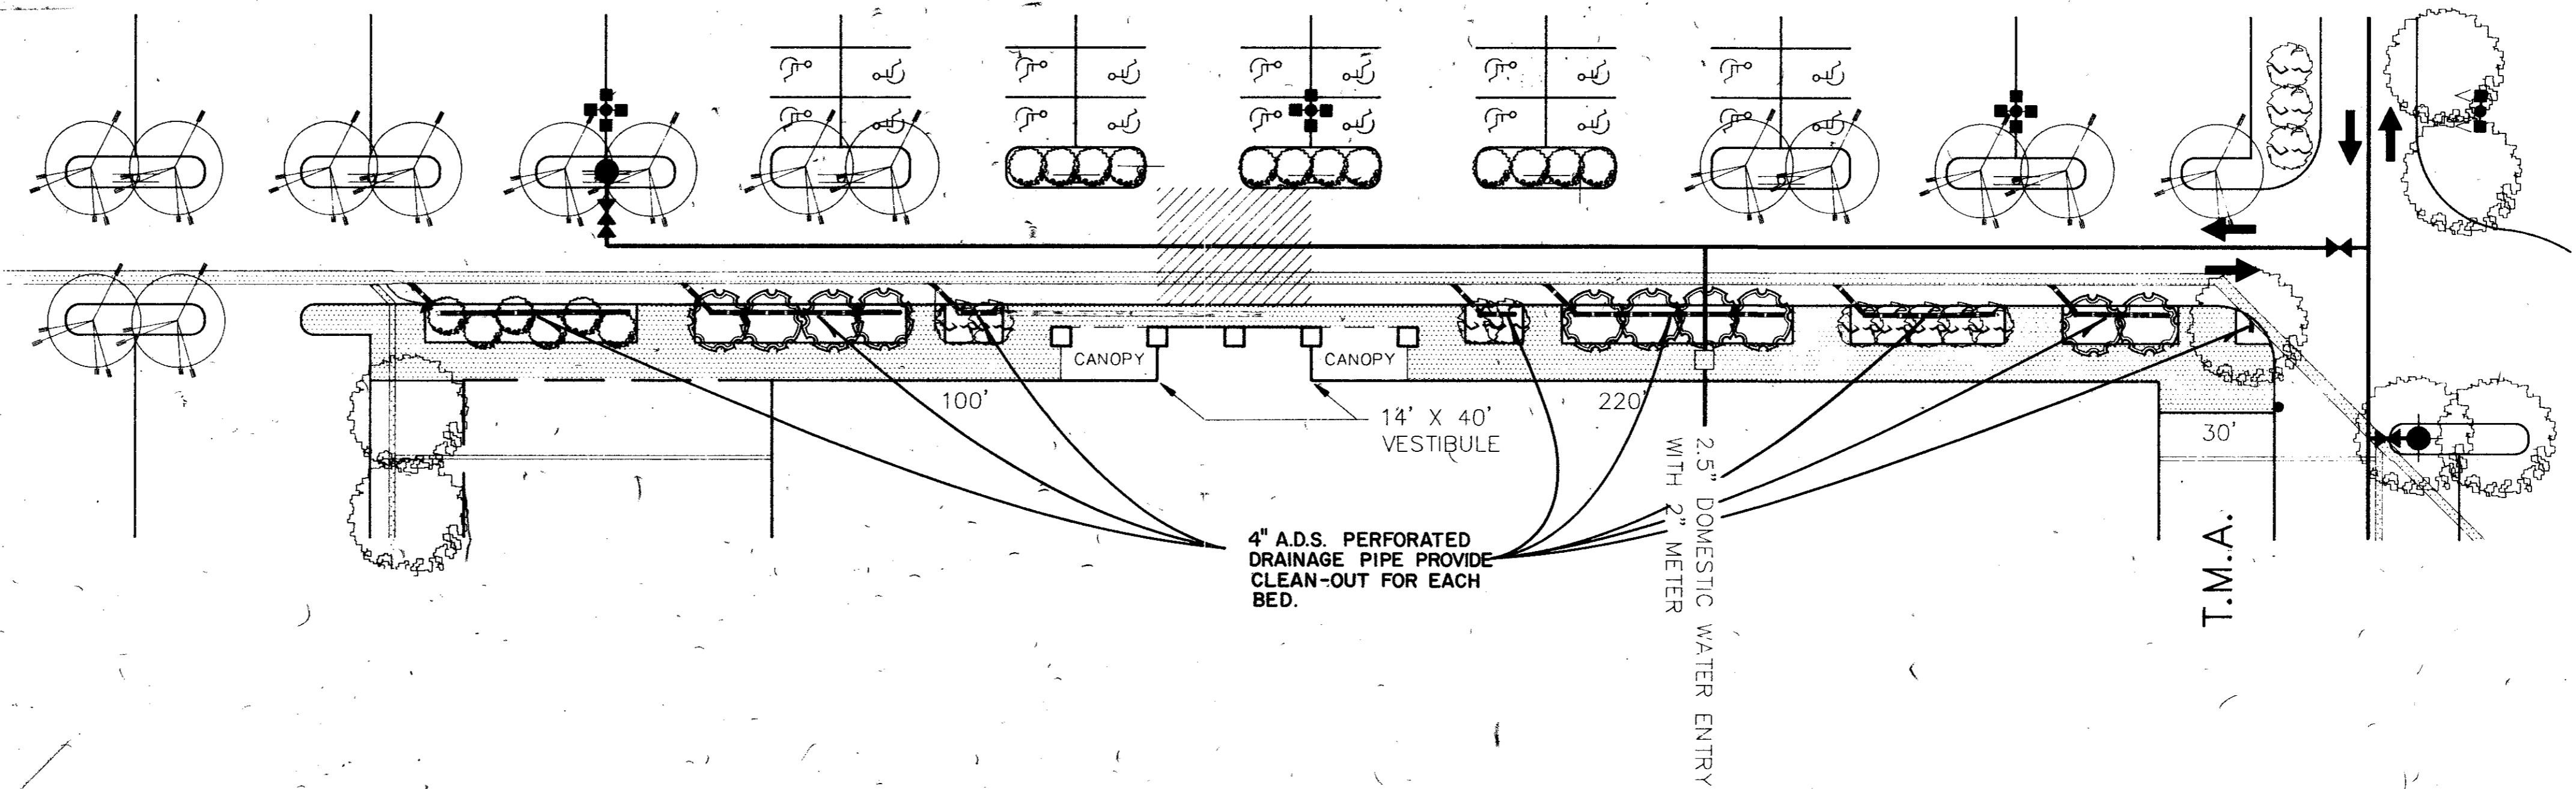 CANOPY
CANOPY
100'
14' X 40'
VESTIBULE
220'
30'
2.5" DOMESTIC WATER ENTRY
WITH 2" METER
4" A.D.S. PERFORATED
DRAINAGE PIPE PROVIDE
CLEAN-OUT FOR EACH
BED.
T.M.A.